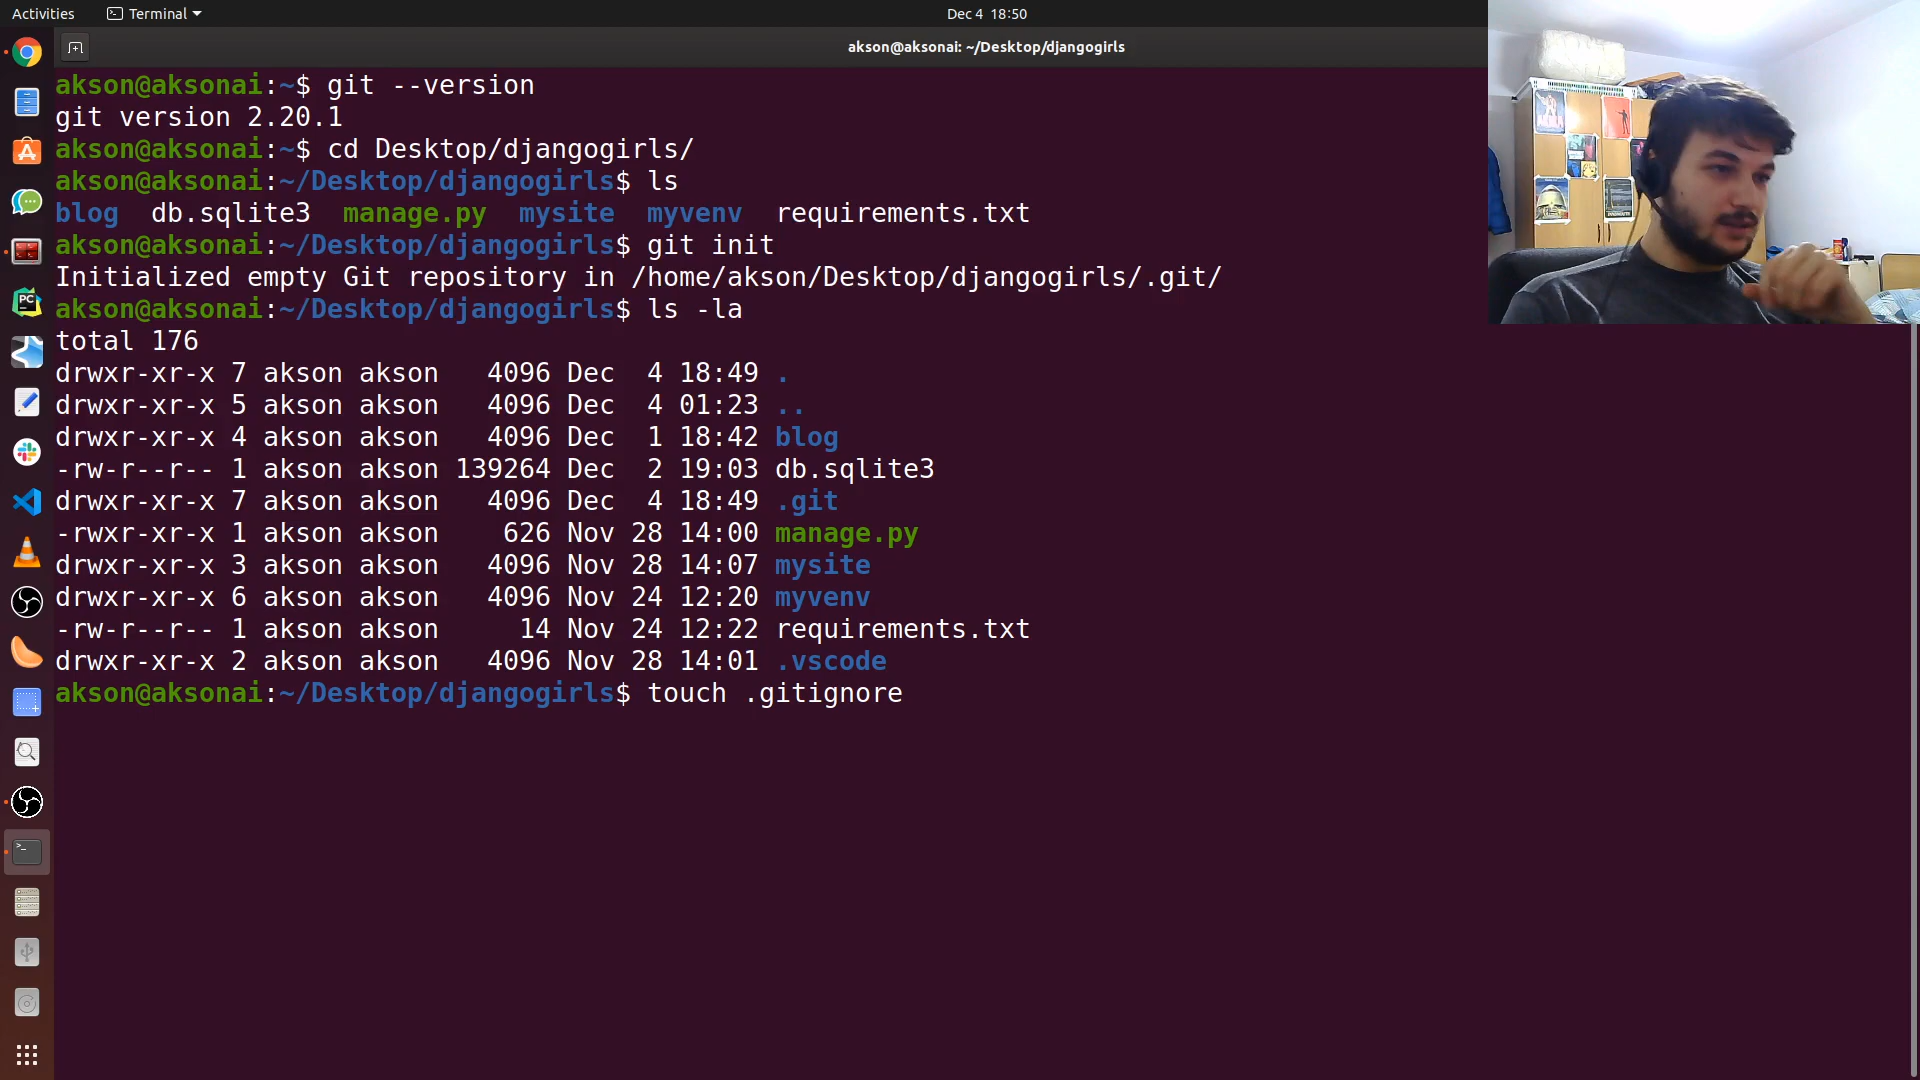 Activities
Terminal
Dec 4 18:50
akson@aksonai: ~/Desktop/djangogirls
akson@aksonai:~$ git --version
git version 2.20.1
akson@aksonai:~$ cd Desktop/djangogirls/
akson@aksonai:~/Desktop/djangogirls$ ls
blog  db.sqlite3  manage.py  mysite  myvenv  requirements.txt
akson@aksonai:~/Desktop/djangogirls$ git init
Initialized empty Git repository in /home/akson/Desktop/djangogirls/.git/
akson@aksonai:~/Desktop/djangogirls$ ls -la
total 176
drwxr-xr-x 7 akson akson   4096 Dec  4 18:49 .
drwxr-xr-x 5 akson akson   4096 Dec  4 01:23 ..
drwxr-xr-x 4 akson akson   4096 Dec  1 18:42 blog
-rw-r--r-- 1 akson akson 139264 Dec  2 19:03 db.sqlite3
drwxr-xr-x 7 akson akson   4096 Dec  4 18:49 .git
-rwxr-xr-x 1 akson akson    626 Nov 28 14:00 manage.py
drwxr-xr-x 3 akson akson   4096 Nov 28 14:07 mysite
drwxr-xr-x 6 akson akson   4096 Nov 24 12:20 myvenv
-rw-r--r-- 1 akson akson     14 Nov 24 12:22 requirements.txt
drwxr-xr-x 2 akson akson   4096 Nov 28 14:01 .vscode
akson@aksonai:~/Desktop/djangogirls$ touch .gitignore
PC